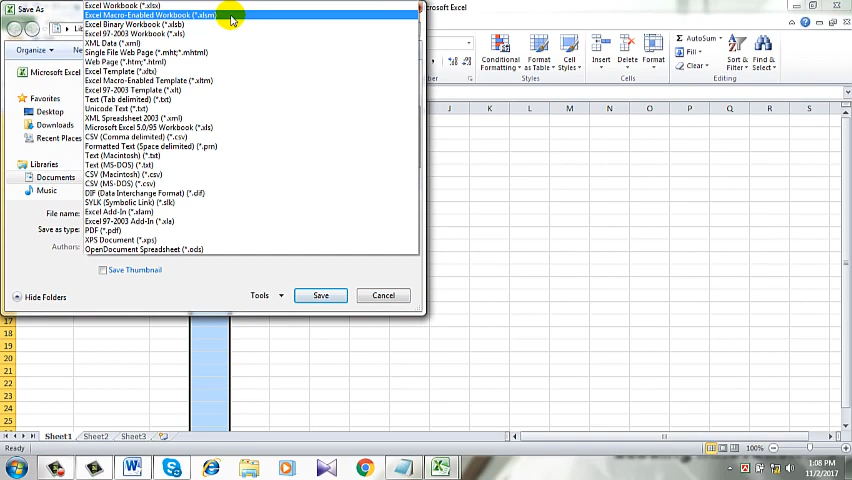 Save As
Microsoft Excel
Excel Workbook (*.xlsx)
Excel Macro-Enabled Workbook (*.xlsm)
Excel Binary Workbook (*.xlsb)
Excel 97-2003 Workbook (*.xls)
XML Data (*.xml)
Single File Web Page (*.mht;*.mhtml)
Web Page (*.htm;*.html)
Excel Template (*.xltx)
Excel Macro-Enabled Template (*.xltm)
Excel 97-2003 Template (*.xlt)
Text (Tab delimited) (*.txt)
Unicode Text (*.txt)
XML Spreadsheet 2003 (*.xml)
Microsoft Excel 5.0/95 Workbook (*.xls)
CSV (Comma delimited) (*.csv)
Formatted Text (Space delimited) (*.prn)
Text (Macintosh) (*.txt)
Text (MS-DOS) (*.txt)
CSV (Macintosh) (*.csv)
CSV (MS-DOS) (*.csv)
DIF (Data Interchange Format) (*.dif)
SYLK (Symbolic Link) (*.slk)
Excel Add-In (*.xlam)
Excel 97-2003 Add-In (*.xla)
PDF (*.pdf)
XPS Document (*.xps)
OpenDocument Spreadsheet (*.ods)
Organize
Microsoft Excel
Favorites
Desktop
Downloads
Recent Places
Libraries
Documents
Music
File name:
Save as type:
Authors:
Save Thumbnail
Hide Folders
Tools
Save
Cancel
Conditional Formatting
Format as Table
Cell Styles
Insert
Delete
Format
Cells
AutoSum
Fill
Clear
Sort & Filter
Find & Select
Editing
J K L M N O P Q R S
17
18
19
20
21
22
23
24
25
Sheet1 Sheet2 Sheet3
Ready
100%
1:08 PM
11/2/2017